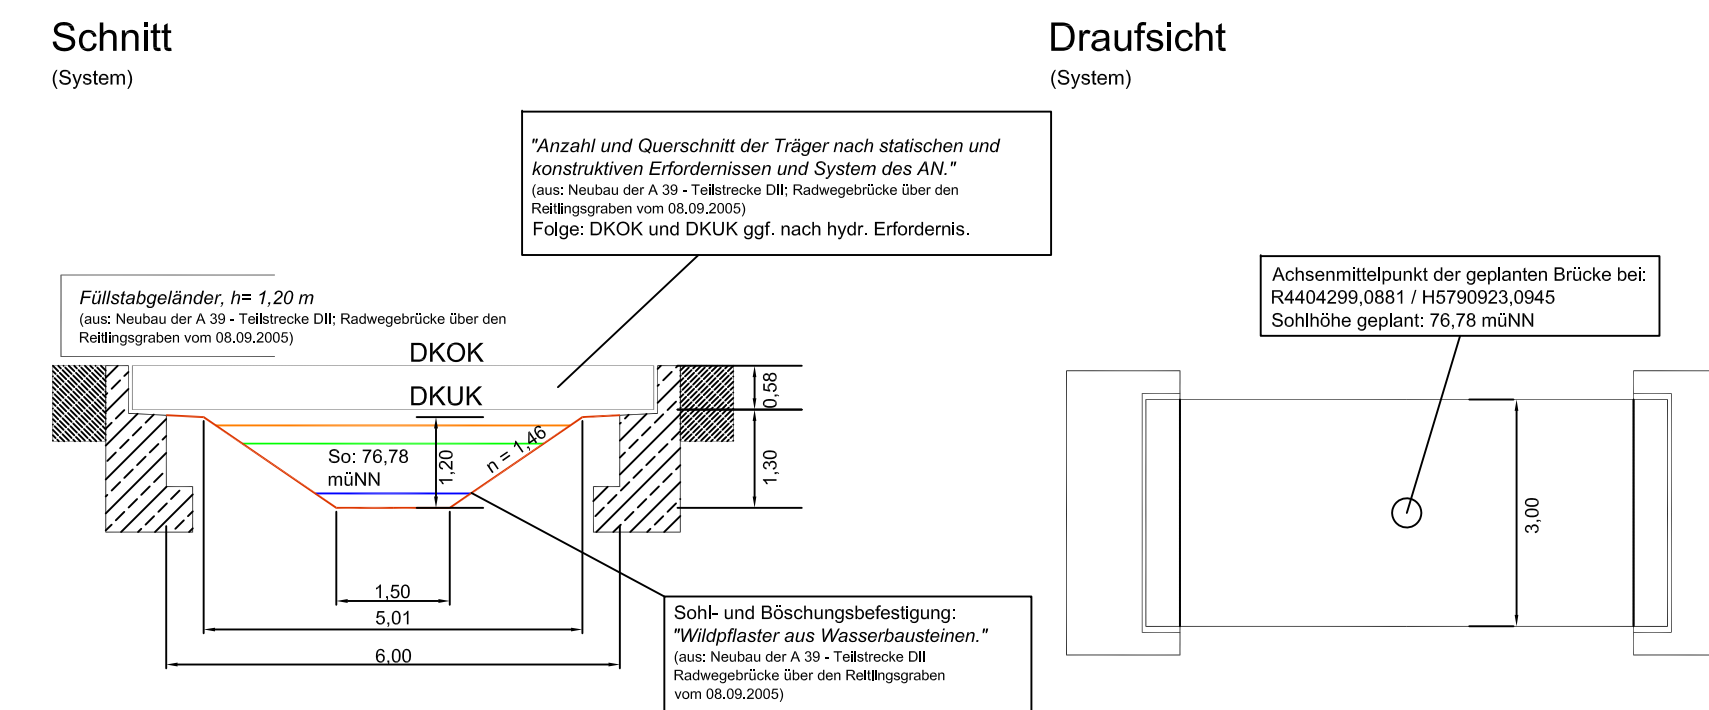 Schnitt
(System)
Draufsicht
(System)
"Anzahl und Querschnitt der Träger nach statischen und
konstruktiven Erfordernissen und System des AN."
(aus: Neubau der A 39 - Teilstrecke DII; Radwegebrücke über den
Reitlingsgraben vom 08.09.2005)
Folge: DKOK und DKUK ggf. nach hydr. Erfordernis.
Füllstabgeländer, h= 1,20 m
(aus: Neubau der A 39 - Teilstrecke DII; Radwegebrücke über den
Reitlingsgraben vom 08.09.2005)
Achsenmittelpunkt der geplanten Brücke bei:
R4404299,0881 / H5790923,0945
Sohlhöhe geplant: 76,78 müNN
DKOK
DKUK
0,58
So: 76,78
müNN
1,20
n = 1,46
1,30
3,00
1,50
5,01
6,00
Sohl- und Böschungsbefestigung:
"Wildpflaster aus Wasserbausteinen."
(aus: Neubau der A 39 - Teilstrecke DII
Radwegebrücke über den Reitlingsgraben
vom 08.09.2005)